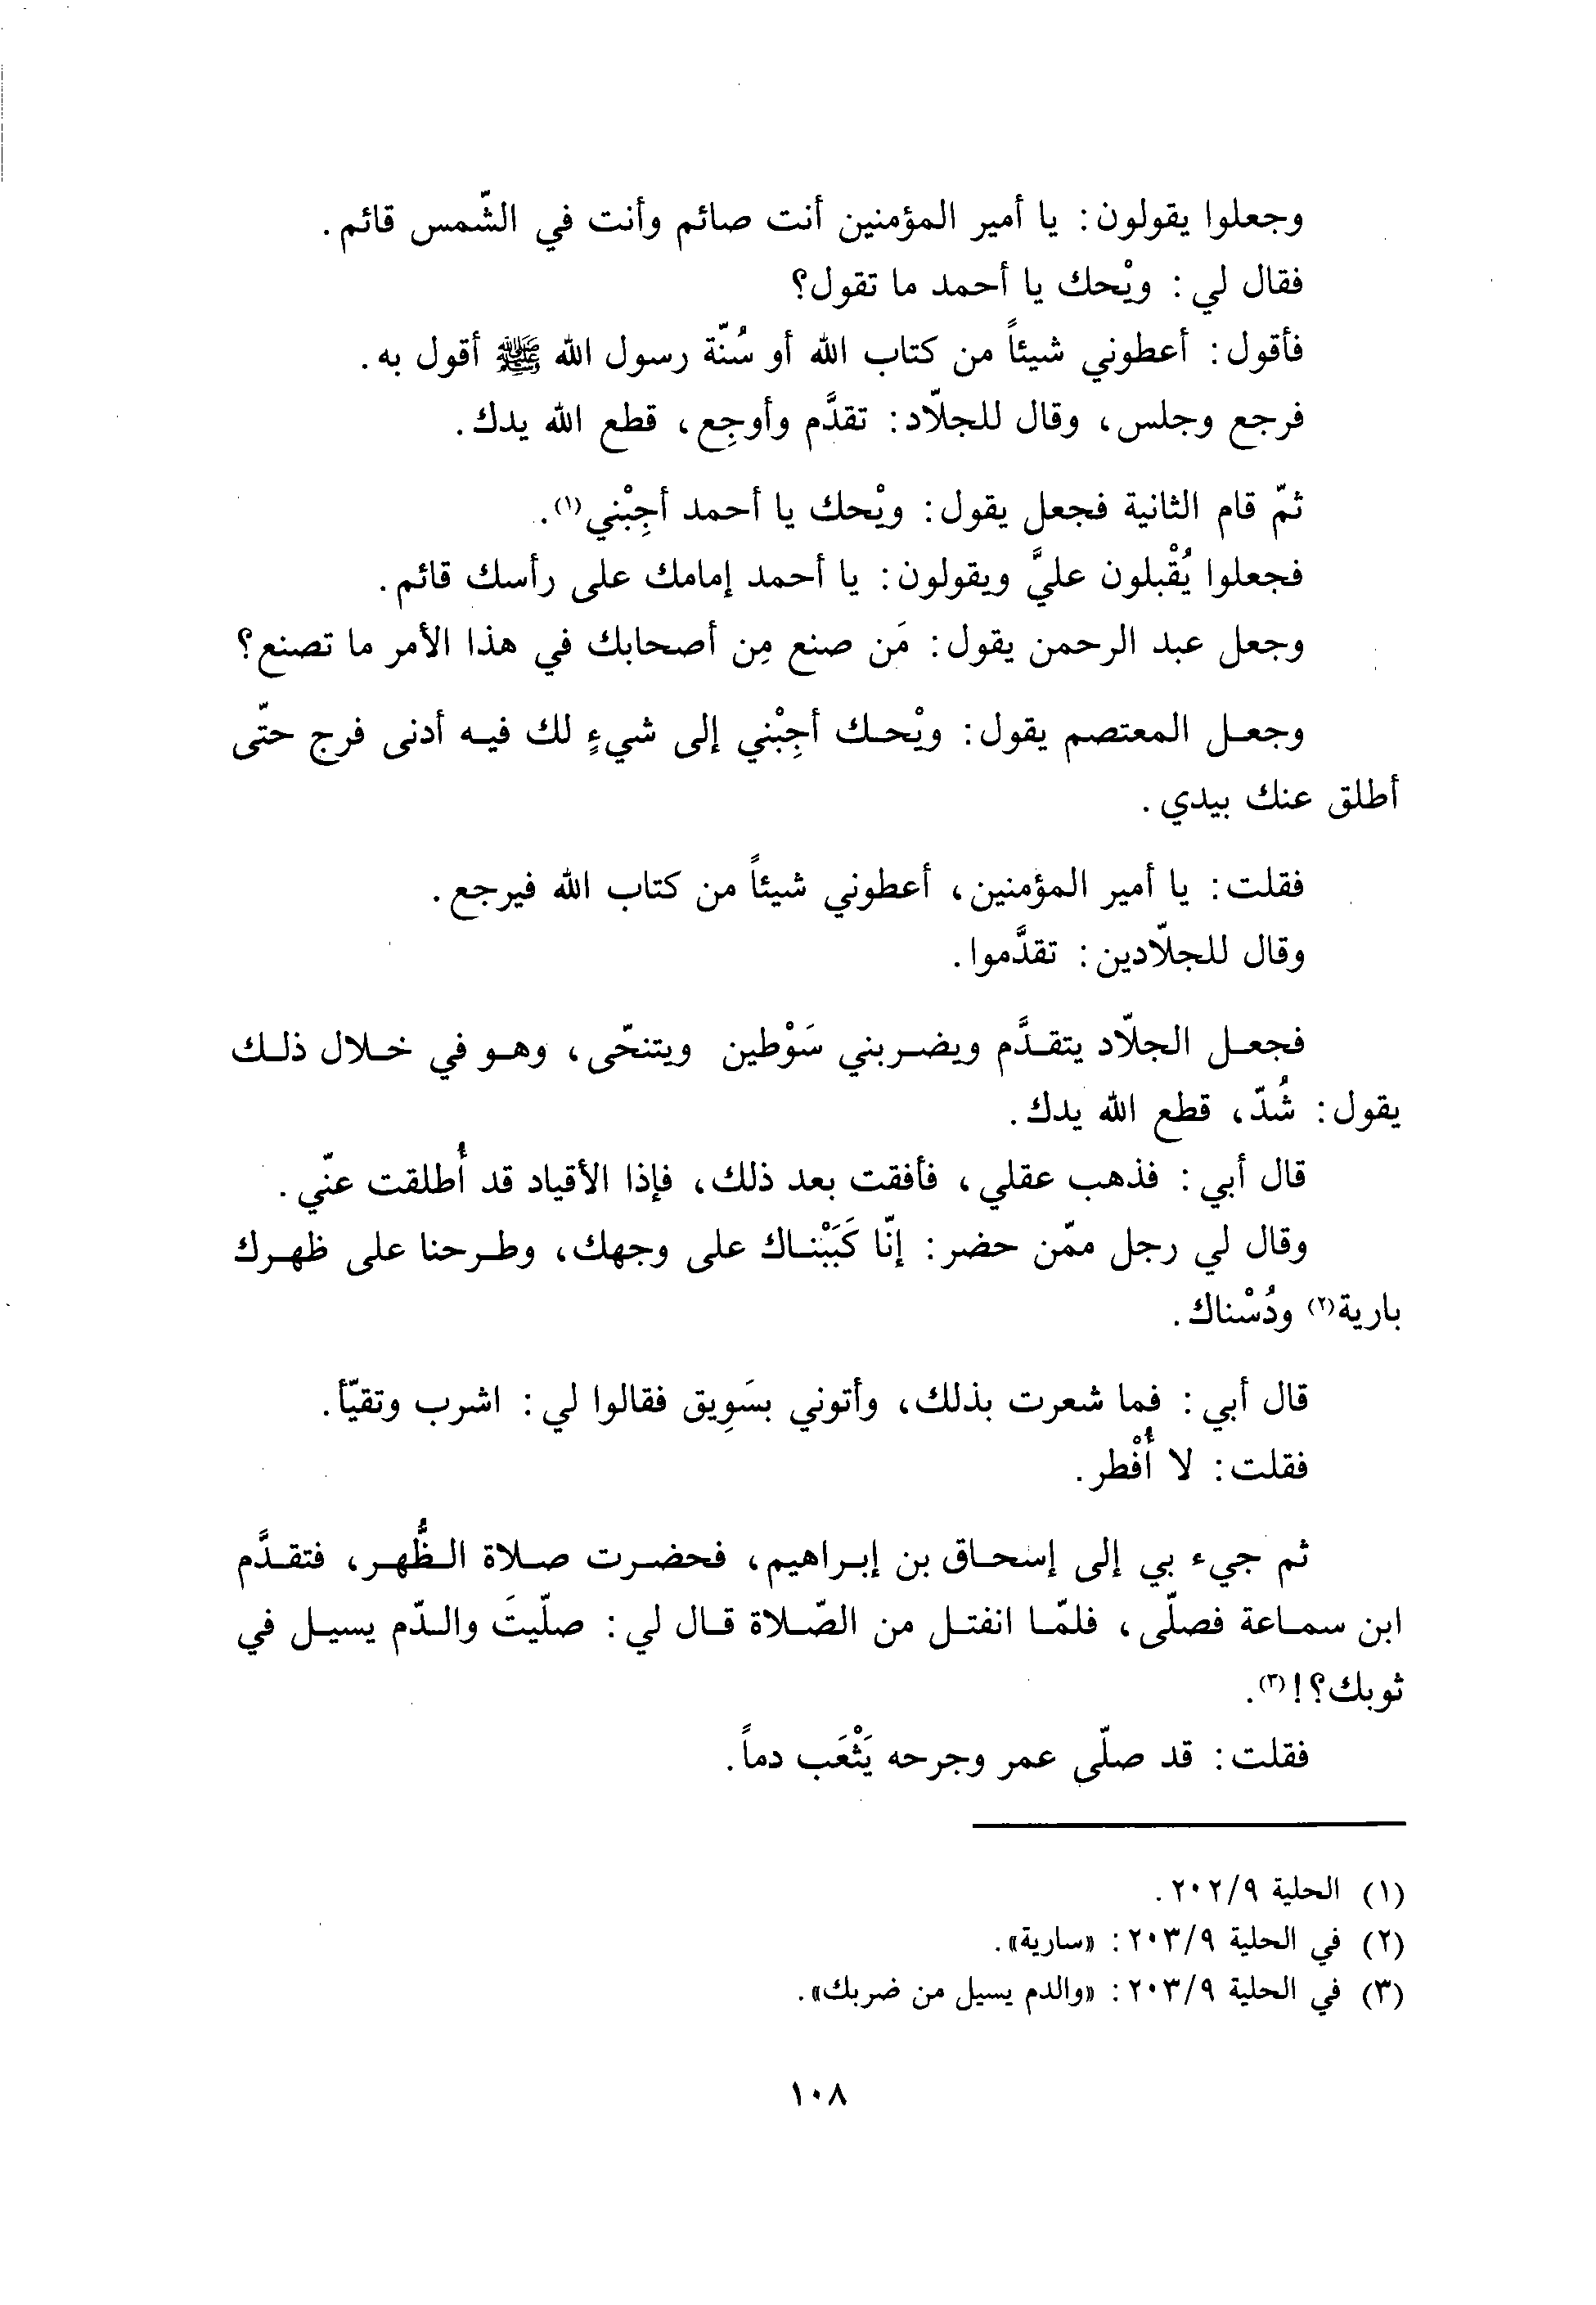 وجعلوا يقولون: يا أمير المؤمنين أنت صائم وأنت في الشّمس قائم.
فقال لي: ويْحك يا أحمد ما تقول؟
فأقول: أعطوني شيئاً من كتاب الله أو سُنّة رسول الله ﷺ أقول به.
فرجع وجلس، وقال للجلّاد: تقدَّم وأوجِع، قطع الله يدك.
ثمّ قام الثانية فجعل يقول: ويْحك يا أحمد أجِبْني(١).
فجعلوا يُقْبلون عليَّ ويقولون: يا أحمد إمامك على رأسك قائم.
وجعل عبد الرحمن يقول: مَن صنع مِن أصحابك في هذا الأمر ما تصنع؟
وجعل المعتصم يقول: ويْحك أجِبْني إلى شيءٍ لك فيه أدنى فرج حتّى
أطلق عنك بيدي.
فقلت: يا أمير المؤمنين، أعطوني شيئاً من كتاب الله فيرجع.
وقال للجلّادين: تقدَّموا.
فجعل الجلّاد يتقدَّم ويضربني سَوْطين ويتنحّى، وهو في خلال ذلك
يقول: شُدّ، قطع الله يدك.
قال أبي: فذهب عقلي، فأفقت بعد ذلك، فإذا الأقياد قد أُطلقت عنّي.
وقال لي رجل ممّن حضر: إنّا كَبَبْناك على وجهك، وطرحنا على ظهرك
بارية(٢) ودُسْناك.
قال أبي: فما شعرت بذلك، وأتوني بسَوِيق فقالوا لي: اشرب وتقيّأ.
فقلت: لا أُفْطر.
ثم جيء بي إلى إسحاق بن إبراهيم، فحضرت صلاة الظُّهر، فتقدَّم
ابن سماعة فصلّى، فلمّا انفتل من الصّلاة قال لي: صلّيتَ والدّم يسيل في
ثوبك؟!(٣).
فقلت: قد صلّى عمر وجرحه يَثْعَب دماً.
(١) الحلية ٢٠٢/٩.
(٢) في الحلية ٢٠٣/٩: «سارية».
(٣) في الحلية ٢٠٣/٩: «والدم يسيل من ضربك».
١٠٨